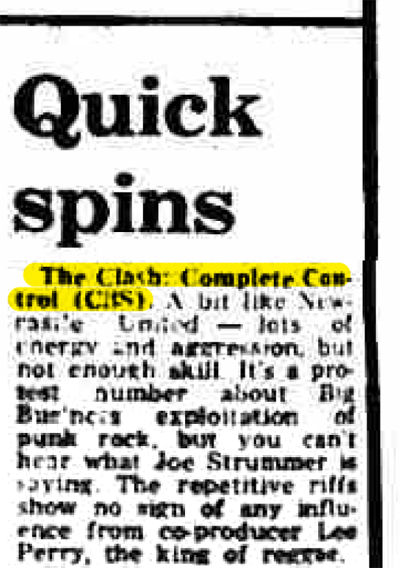 Quick
spins
The Clash: Complete Con-
trol (CBS). A bit like New-
castle United — lots of
energy and aggression, but
not enough skill. It's a pro-
test number about Big
Business exploitation of
punk rock, but you can't
hear what Joe Strummer is
saying. The repetitive riffs
show no sign of any influ-
ence from co-producer Lee
Perry, the king of reggae.